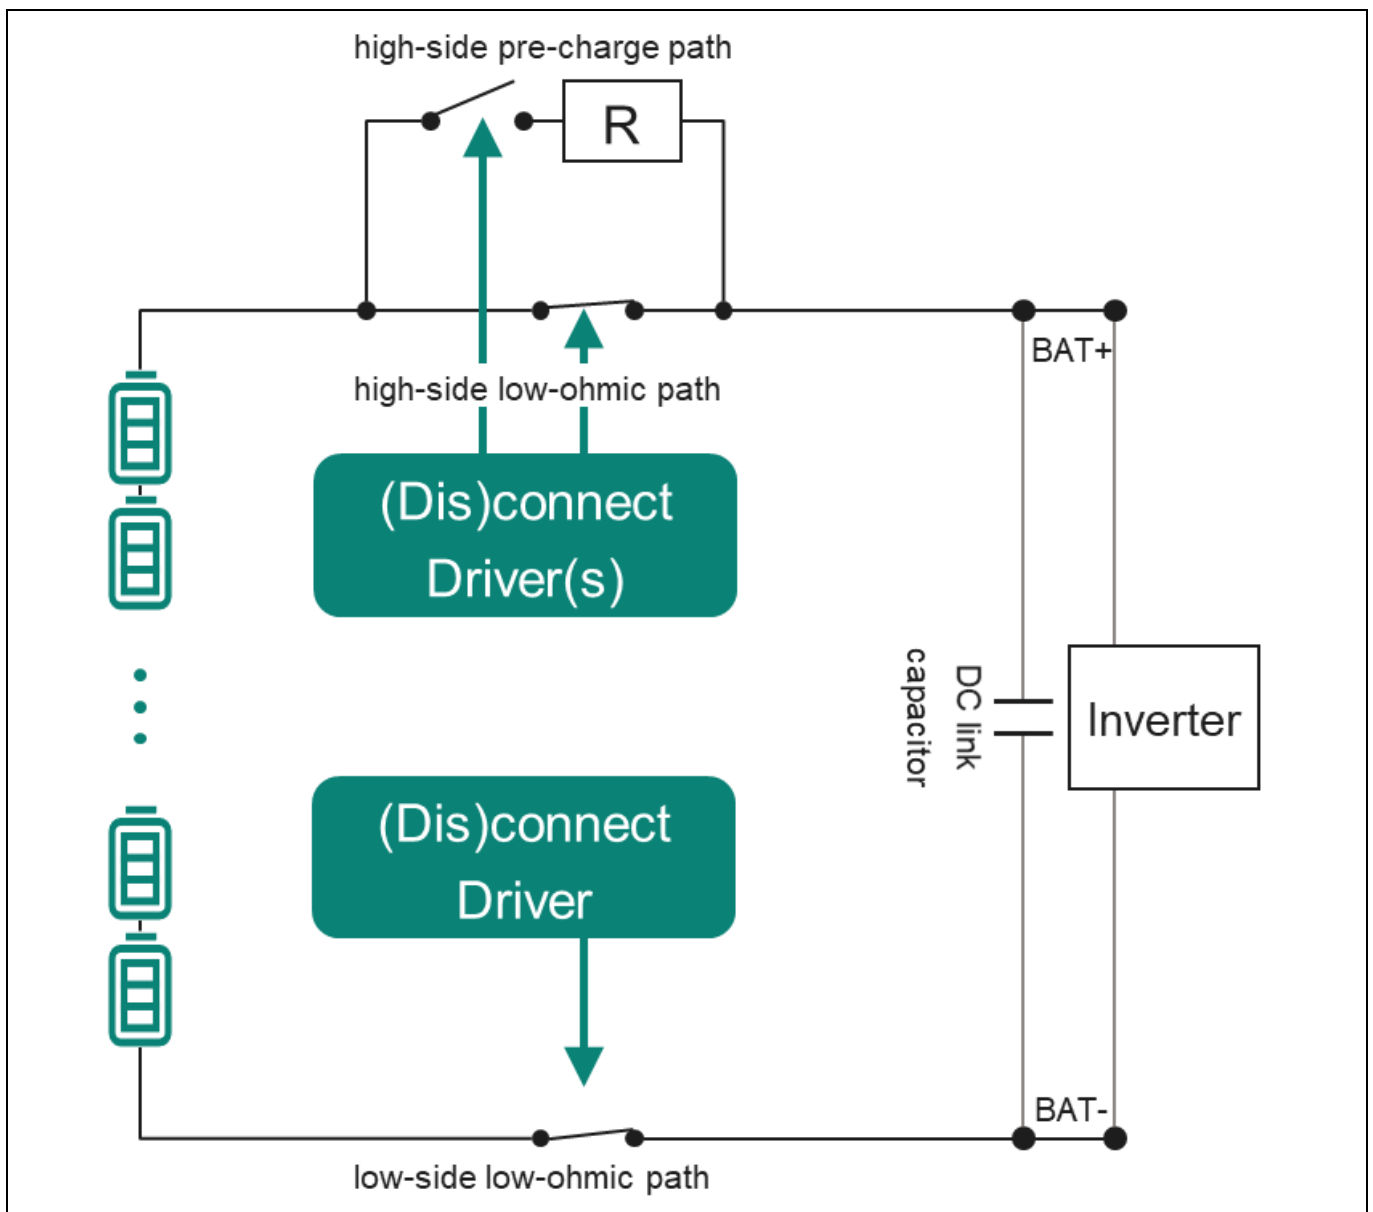 high-side pre-charge path
R
BAT+
high-side low-ohmic path
(Dis)connect
Driver(s)
DC link
capacitor
Inverter
(Dis)connect
Driver
BAT-
low-side low-ohmic path